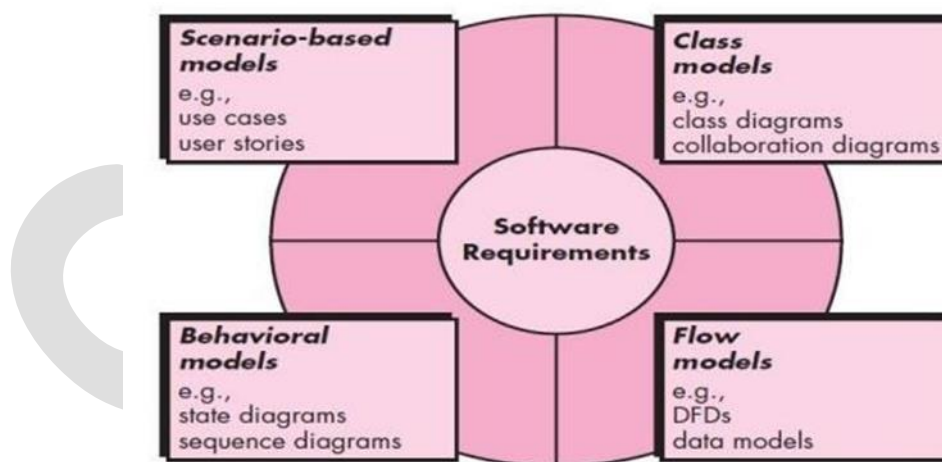 Scenario-based
models
e.g.,
use cases
user stories
Class
models
e.g.,
class diagrams
collaboration diagrams
Software
Requirements
Behavioral
models
e.g.,
state diagrams
sequence diagrams
Flow
models
e.g.,
DFDs
data models